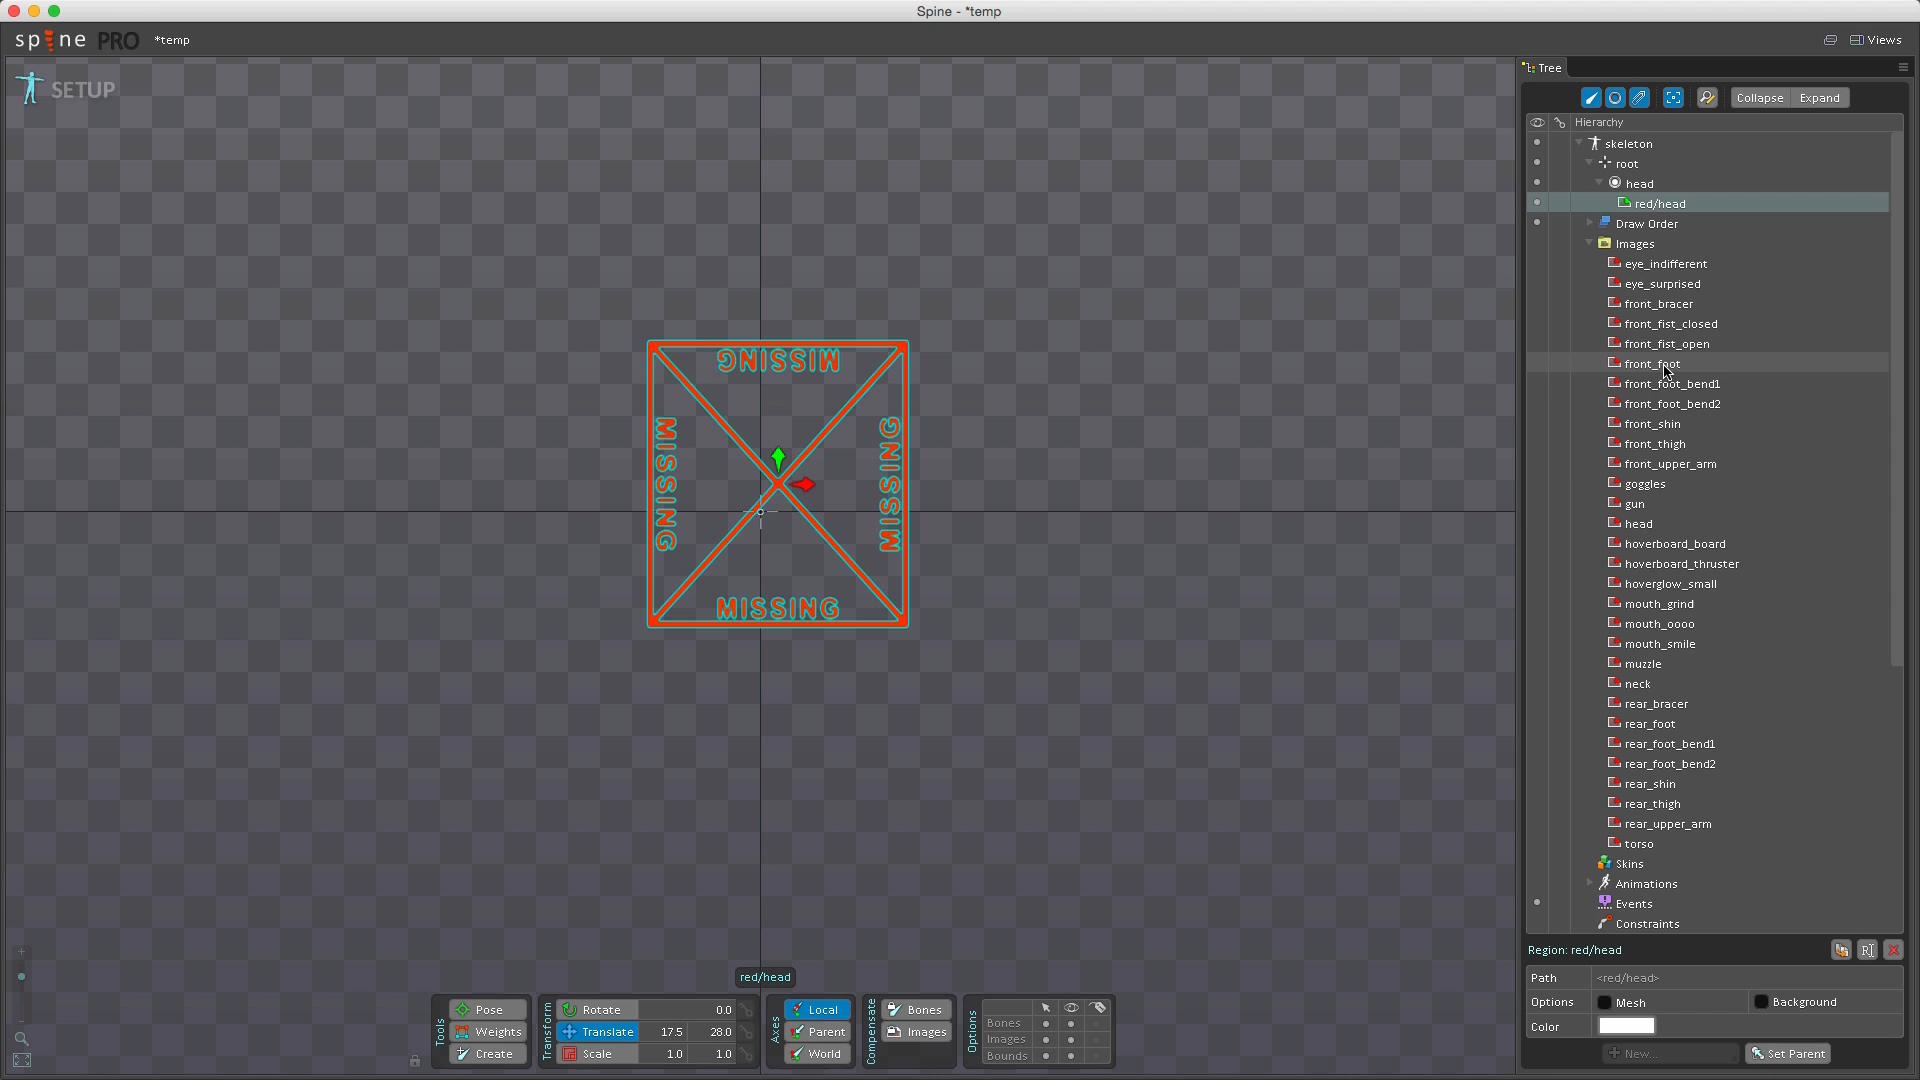 Spine - *temp
spine PRO *temp
Views
SETUP
Tree
Collapse Expand
Hierarchy
skeleton
root
head
red/head
Draw Order
Images
eye_indifferent
eye_surprised
front_bracer
front_fist_closed
front_fist_open
front_foot
front_foot_bend1
front_foot_bend2
front_shin
front_thigh
front_upper_arm
goggles
gun
head
hoverboard_board
hoverboard_thruster
hoverglow_small
mouth_grind
mouth_oooo
mouth_smile
muzzle
neck
rear_bracer
rear_foot
rear_foot_bend1
rear_foot_bend2
rear_shin
rear_thigh
rear_upper_arm
torso
Skins
Animations
Events
Constraints
MISSING
MISSING
MISSING
MISSING
Region: red/head
Path <red/head>
Options Mesh Background
Color
New...
Set Parent
red/head
Tools
Pose
Weights
Create
Transform
Rotate 0.0
Translate 17.5 28.0
Scale 1.0 1.0
Axes
Local
Parent
World
Compensate
Bones
Images
Options
Bones
Images
Bounds